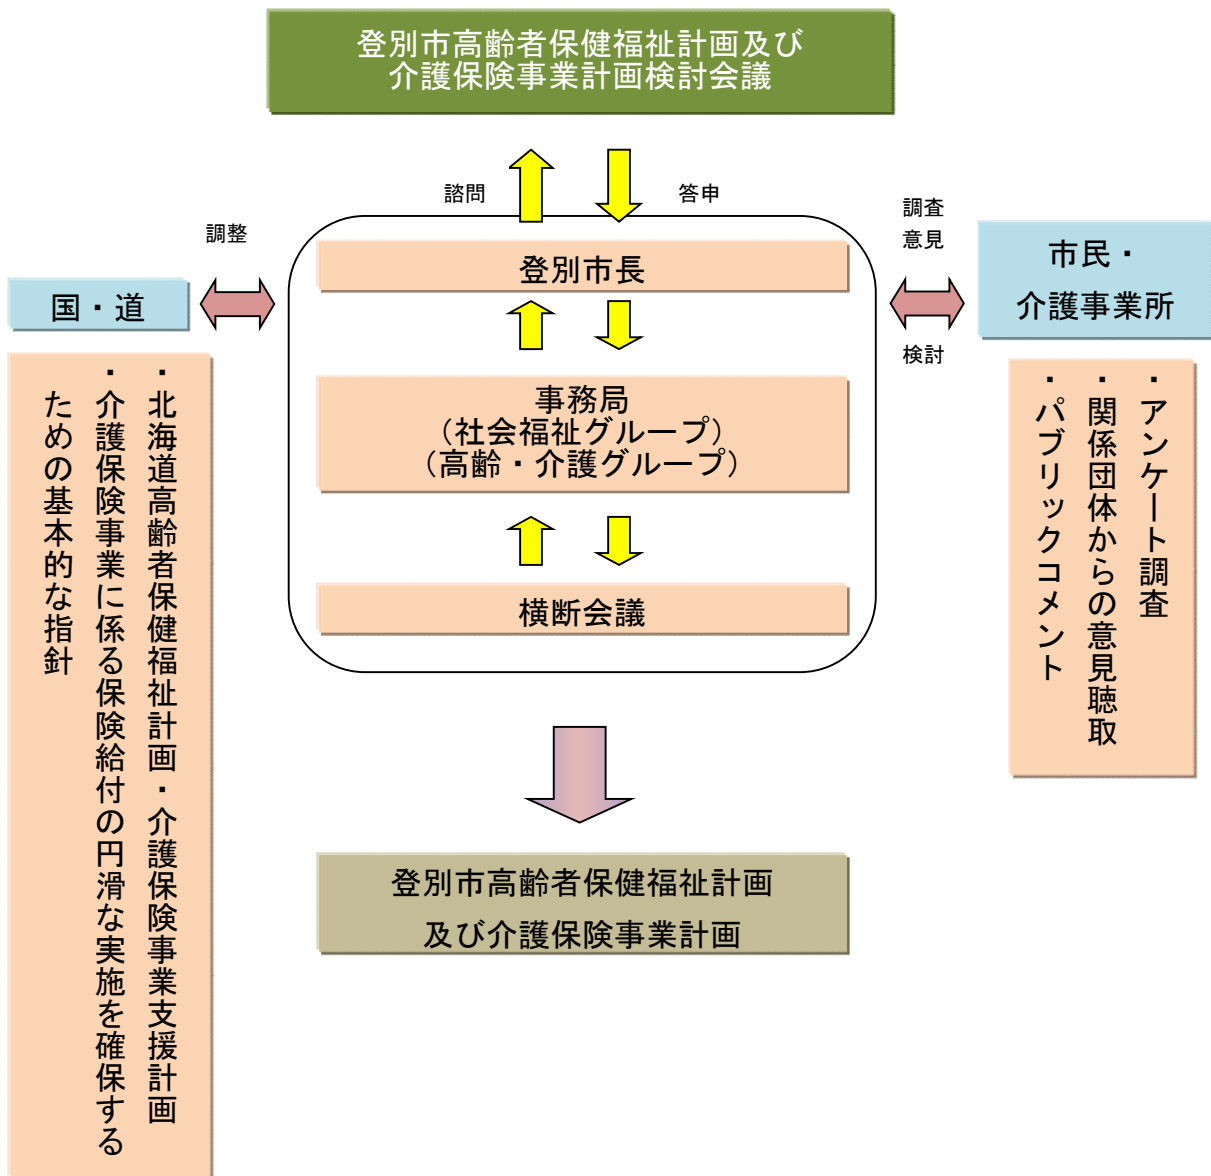 登別市高齢者保健福祉計画及び
介護保険事業計画検討会議
諮問
答申
調整
調査
意見
登別市長
市民・
介護事業所
国・道
検討
事務局
（社会福祉グループ）
（高齢・介護グループ）
横断会議
・北海道高齢者保健福祉計画・介護保険事業支援計画
・介護保険事業に係る保険給付の円滑な実施を確保する
ための基本的な指針
・アンケート調査
・関係団体からの意見聴取
・パブリックコメント
登別市高齢者保健福祉計画
及び介護保険事業計画